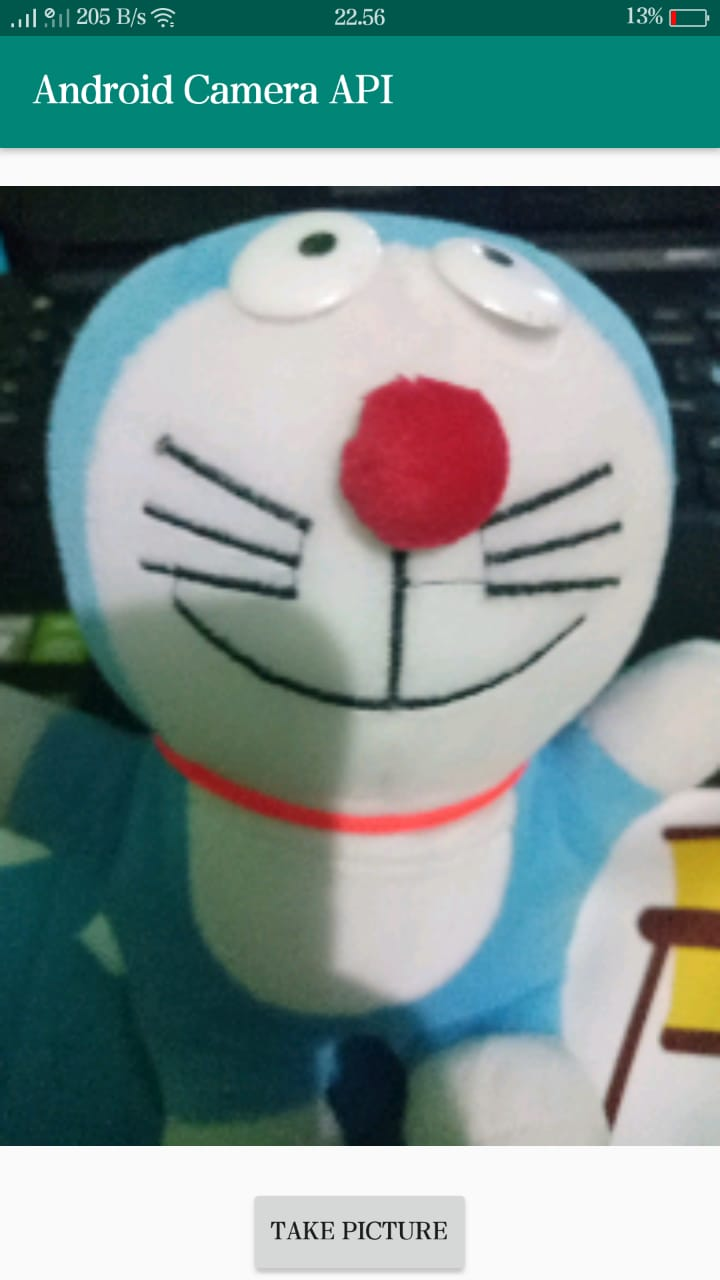 205 B/s 22.56 13%
Android Camera API
TAKE PICTURE